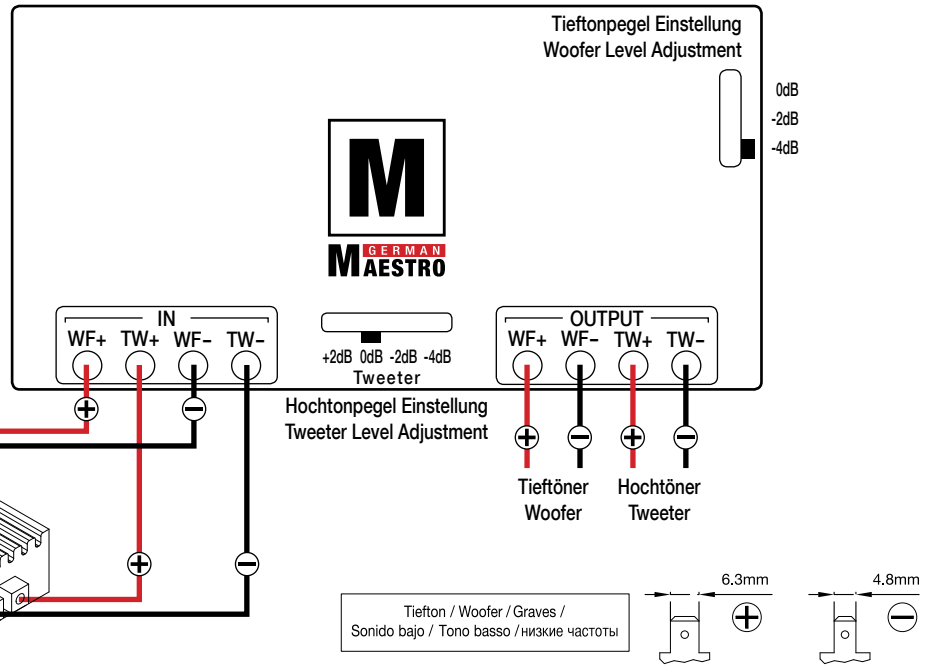 Tieftonpegel Einstellung
Woofer Level Adjustment
0dB
-2dB
-4dB
M
GERMAN
MAESTRO
IN
WF+ TW+ WF– TW–
+2dB 0dB -2dB -4dB
Tweeter
OUTPUT
WF+ WF– TW+ TW–
Hochtonpegel Einstellung
Tweeter Level Adjustment
+ –
+ – + –
Tieftöner
Woofer
Hochtöner
Tweeter
+ –
6.3mm
+
4.8mm
–
Tiefton / Woofer / Graves /
Sonido bajo / Tono basso / низкие частоты